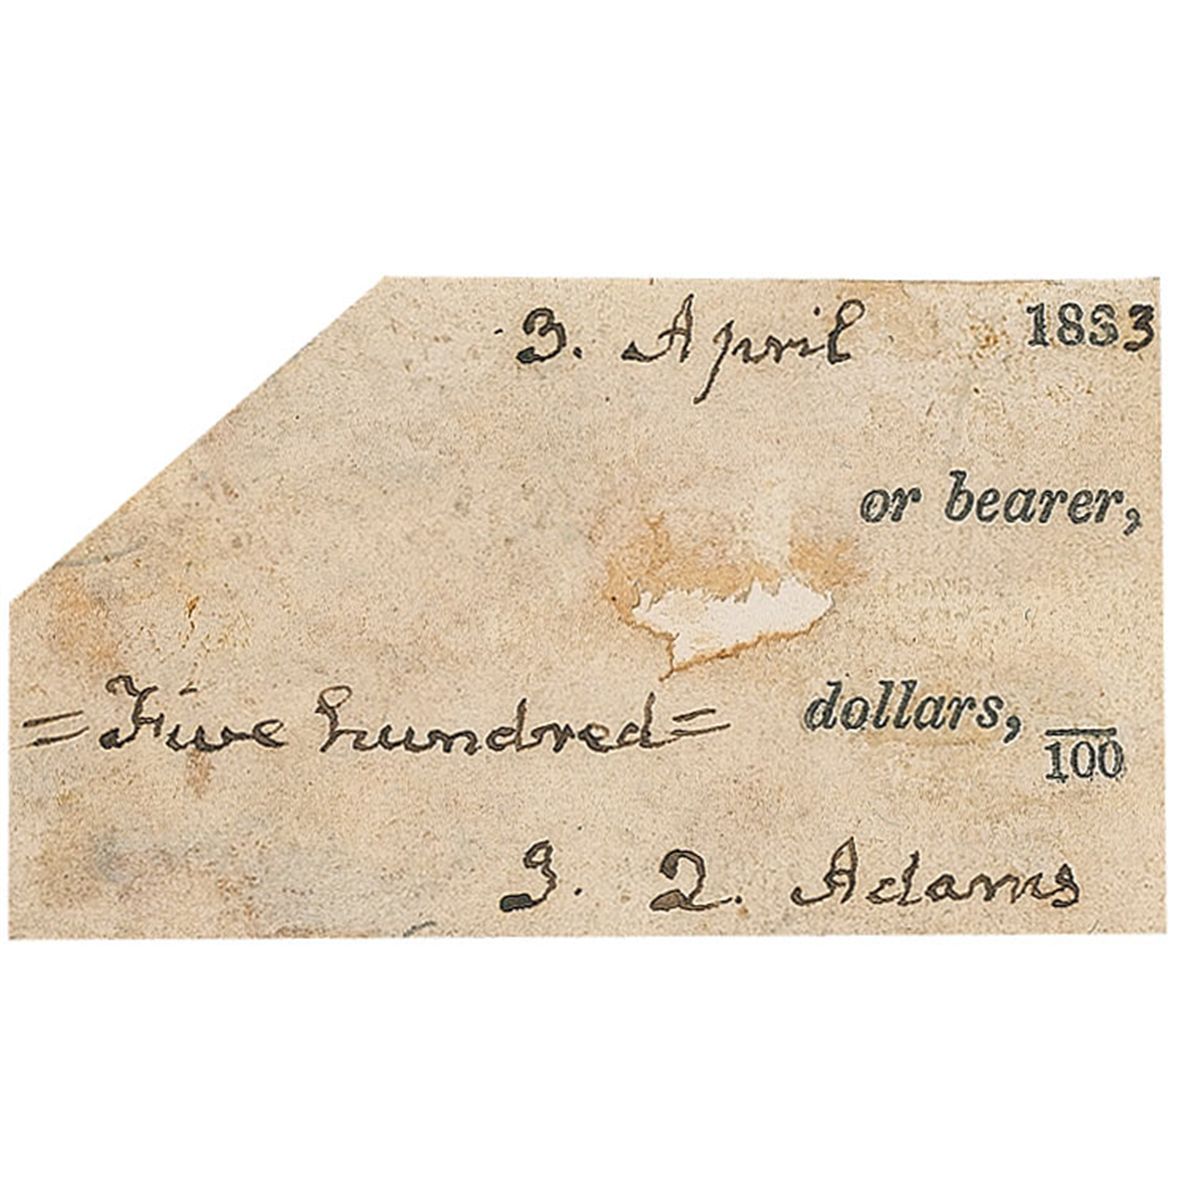 3. April 1833
or bearer,
= Five hundred = dollars, /100
J. Q. Adams